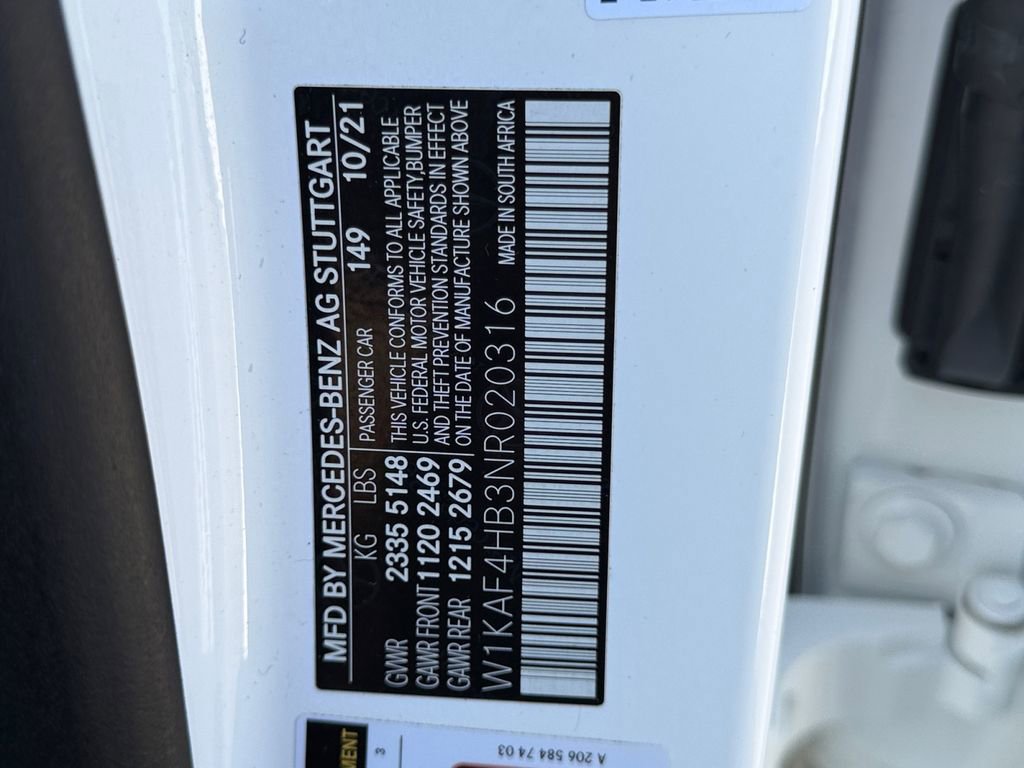 MFD BY MERCEDES-BENZ AG STUTTGART
KG LBS PASSENGER CAR 149 10/21
GVWR 2335 5148 THIS VEHICLE CONFORMS TO ALL APPLICABLE
GAWR FRONT 1120 2469 U.S. FEDERAL MOTOR VEHICLE SAFETY,BUMPER
GAWR REAR 1215 2679 AND THEFT PREVENTION STANDARDS IN EFFECT
ON THE DATE OF MANUFACTURE SHOWN ABOVE
W1KAF4HB3NR020316 MADE IN SOUTH AFRICA
3
A 206 584 74 03